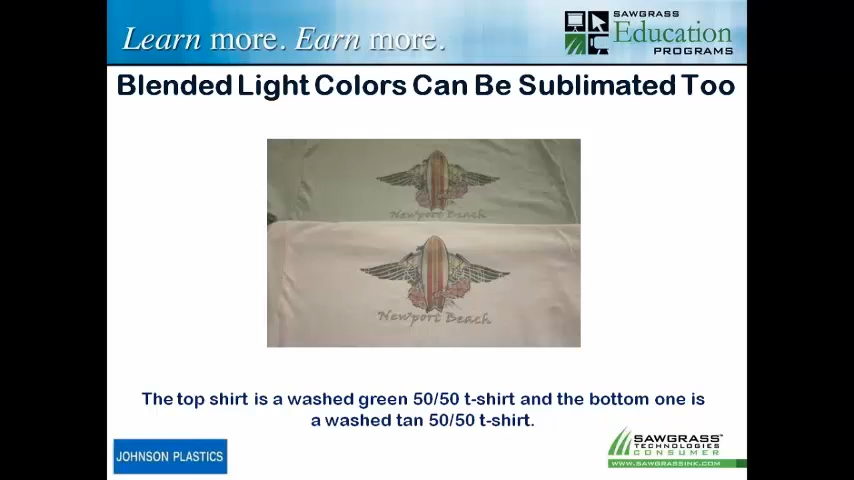 Learn more. Earn more.
SAWGRASS
Education
PROGRAMS
Blended Light Colors Can Be Sublimated Too
Newport Beach
Newport Beach
The top shirt is a washed green 50/50 t-shirt and the bottom one is
a washed tan 50/50 t-shirt.
JOHNSON PLASTICS
SAWGRASS™
TECHNOLOGIES
CONSUMER
WWW.SAWGRASSINK.COM